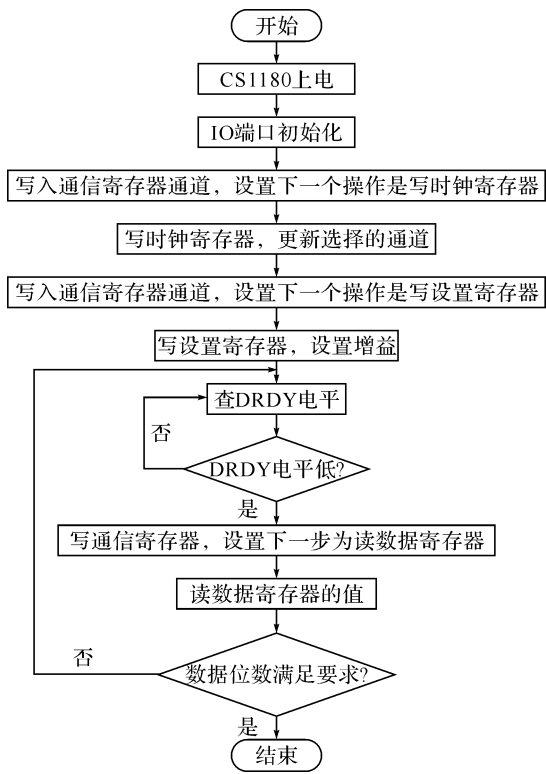 开始
CS1180上电
IO端口初始化
写入通信寄存器通道，设置下一个操作是写时钟寄存器
写时钟寄存器，更新选择的通道
写入通信寄存器通道，设置下一个操作是写设置寄存器
写设置寄存器，设置增益
查DRDY电平
否
DRDY电平低?
是
写通信寄存器，设置下一步为读数据寄存器
读数据寄存器的值
否
数据位数满足要求?
是
结束